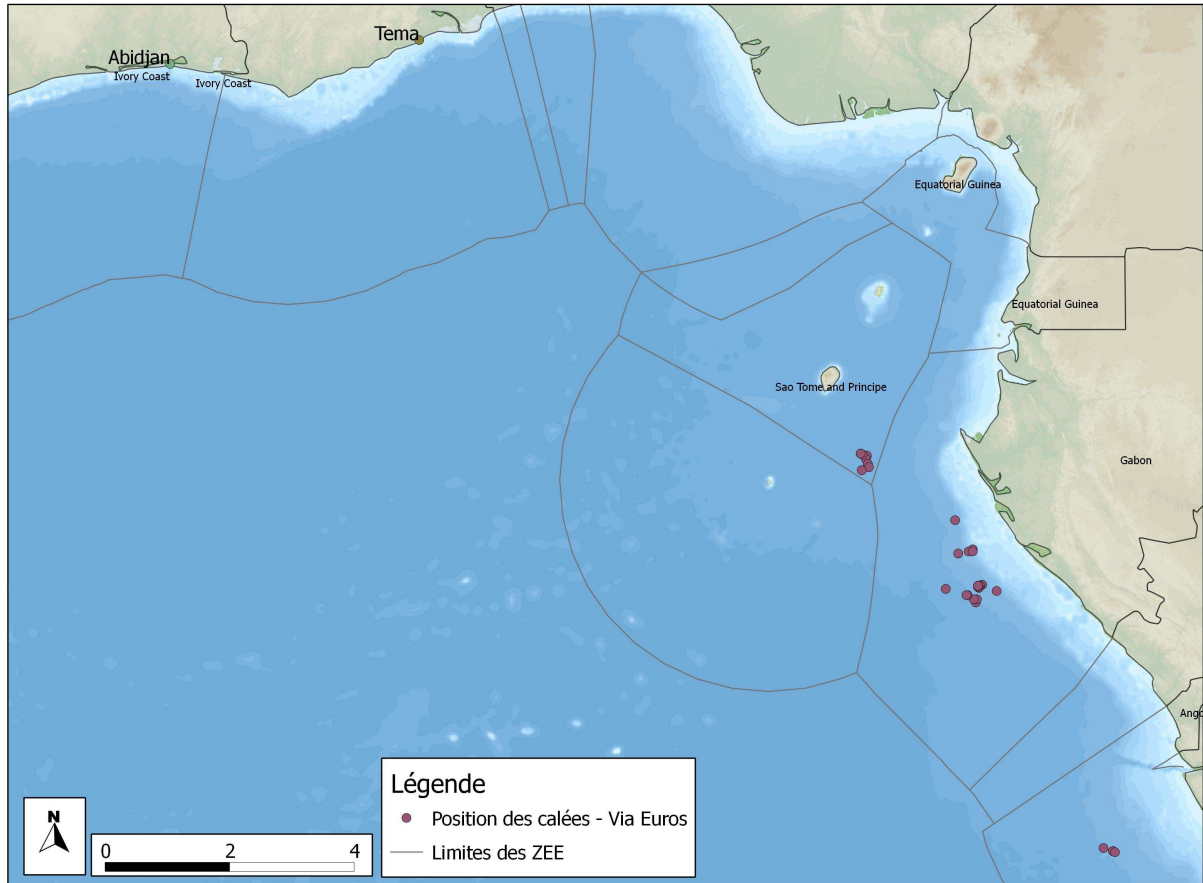 Tema
Abidjan
Ivory Coast
Ivory Coast
Equatorial Guinea
Equatorial Guinea
Sao Tome and Principe
Gabon
Ango
Légende
Position des calées - Via Euros
Limites des ZEE
N
0 2 4